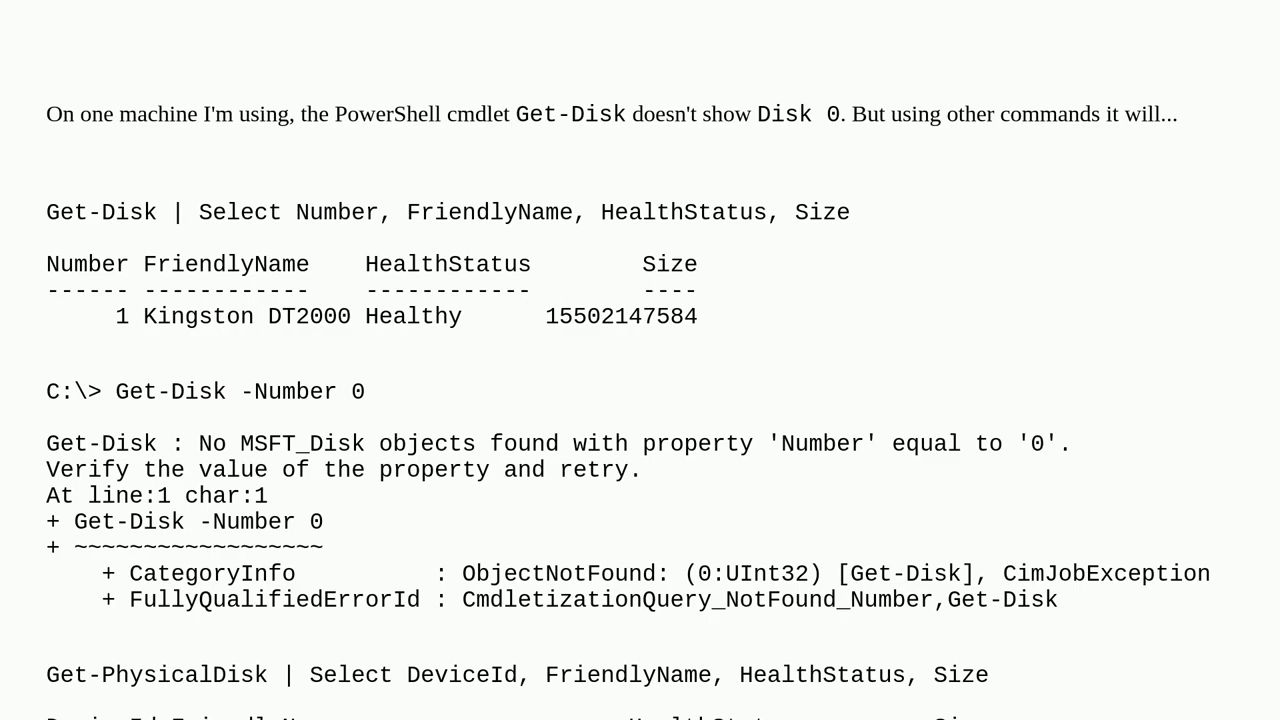 On one machine I'm using, the PowerShell cmdlet Get-Disk doesn't show Disk 0. But using other commands it will...
Get-Disk | Select Number, FriendlyName, HealthStatus, Size
Number FriendlyName    HealthStatus        Size
------ ------------    ------------        ----
     1 Kingston DT2000 Healthy      15502147584
C:\> Get-Disk -Number 0
Get-Disk : No MSFT_Disk objects found with property 'Number' equal to '0'.
Verify the value of the property and retry.
At line:1 char:1
+ Get-Disk -Number 0
+ ~~~~~~~~~~~~~~~~~~
    + CategoryInfo          : ObjectNotFound: (0:UInt32) [Get-Disk], CimJobException
    + FullyQualifiedErrorId : CmdletizationQuery_NotFound_Number,Get-Disk
Get-PhysicalDisk | Select DeviceId, FriendlyName, HealthStatus, Size